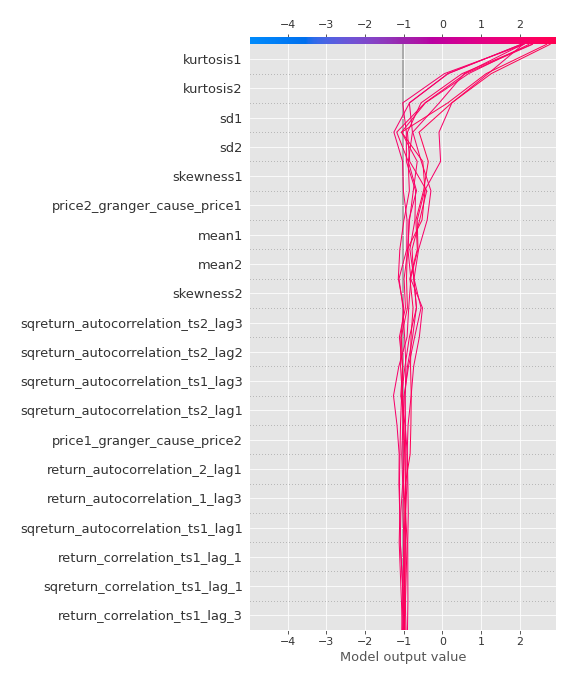 −4 −3 −2 −1 0 1 2
kurtosis1
kurtosis2
sd1
sd2
skewness1
price2_granger_cause_price1
mean1
mean2
skewness2
sqreturn_autocorrelation_ts2_lag3
sqreturn_autocorrelation_ts2_lag2
sqreturn_autocorrelation_ts1_lag3
sqreturn_autocorrelation_ts2_lag1
price1_granger_cause_price2
return_autocorrelation_2_lag1
return_autocorrelation_1_lag3
sqreturn_autocorrelation_ts1_lag1
return_correlation_ts1_lag_1
sqreturn_correlation_ts1_lag_1
return_correlation_ts1_lag_3
−4 −3 −2 −1 0 1 2
Model output value